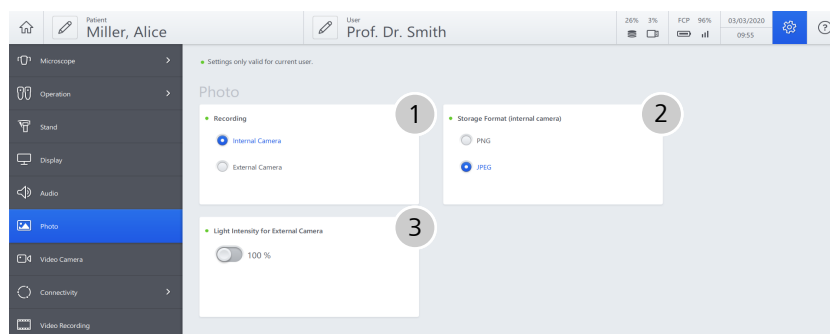 Patient
Miller, Alice
User
Prof. Dr. Smith
26% 3%
FCP 96%
03/03/2020
09:55
?
Microscope
Operation
Stand
Display
Audio
Photo
Video Camera
Connectivity
Video Recording
Settings only valid for current user.
Photo
Recording
1
Internal Camera
External Camera
Storage Format (internal camera)
2
PNG
JPEG
Light Intensity for External Camera
3
100 %